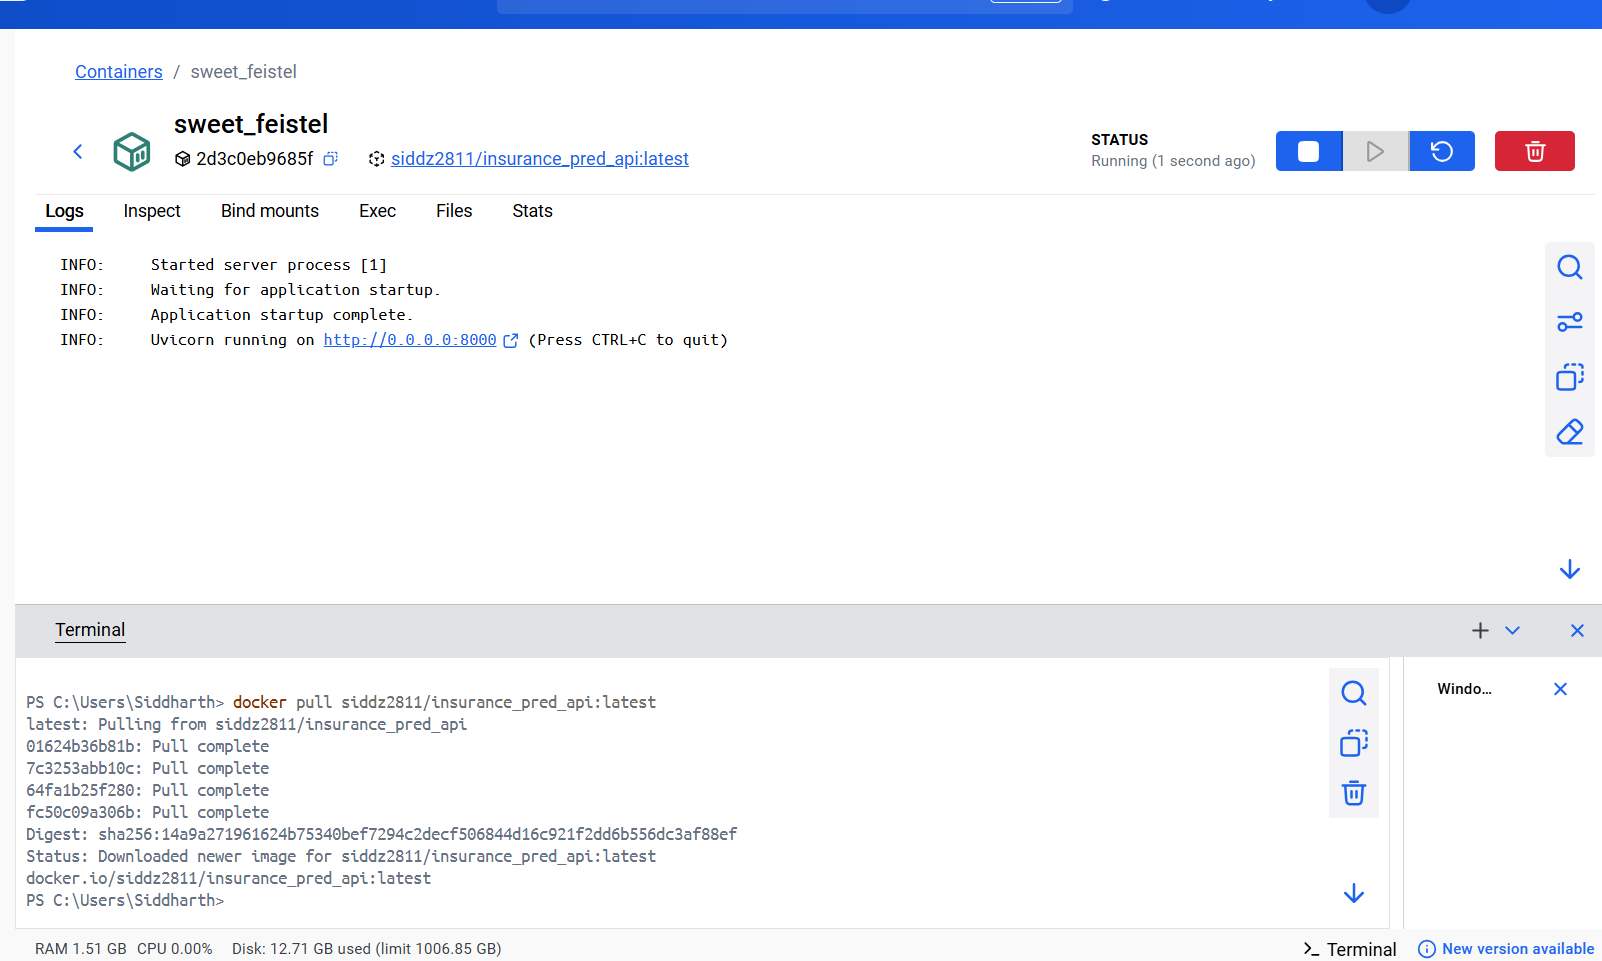 Containers / sweet_feistel
sweet_feistel
2d3c0eb9685f siddz2811/insurance_pred_api:latest
STATUS
Running (1 second ago)
Logs Inspect Bind mounts Exec Files Stats
INFO: Started server process [1]
INFO: Waiting for application startup.
INFO: Application startup complete.
INFO: Uvicorn running on http://0.0.0.0:8000 (Press CTRL+C to quit)
Terminal
PS C:\Users\Siddharth> docker pull siddz2811/insurance_pred_api:latest
latest: Pulling from siddz2811/insurance_pred_api
01624b36b81b: Pull complete
7c3253abb10c: Pull complete
64fa1b25f280: Pull complete
fc50c09a306b: Pull complete
Digest: sha256:14a9a271961624b75340bef7294c2decf506844d16c921f2dd6b556dc3af88ef
Status: Downloaded newer image for siddz2811/insurance_pred_api:latest
docker.io/siddz2811/insurance_pred_api:latest
PS C:\Users\Siddharth>
Windo...
RAM 1.51 GB CPU 0.00% Disk: 12.71 GB used (limit 1006.85 GB)
Terminal
New version available